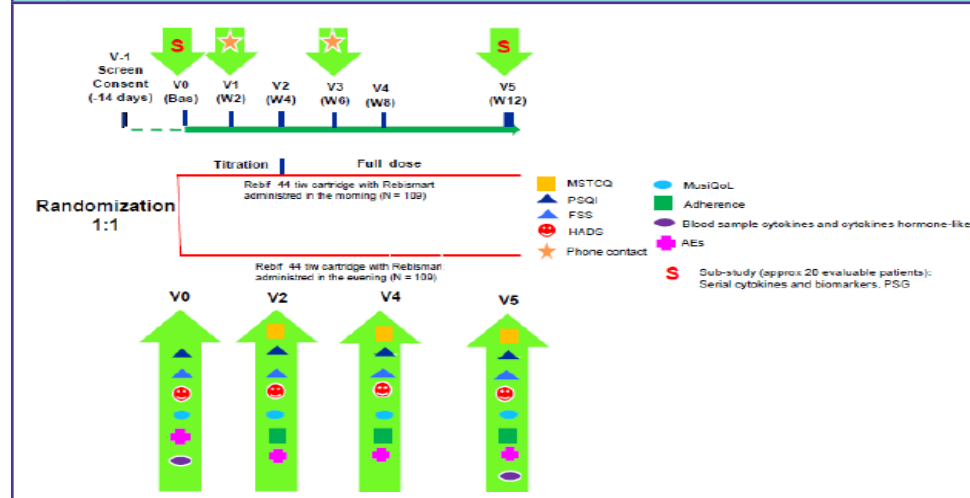 S
S
V-1
Screen
Consent
(-14 days)
V0
(Bas)
V1
(W2)
V2
(W4)
V3
(W6)
V4
(W8)
V5
(W12)
Titration
Full dose
Rebif 44 tiw cartridge with Rebismart
administred in the morning (N = 109)
Randomization
1:1
Rebif 44 tiw cartridge with Rebismart
administred in the evening (N = 109)
MSTCQ
PSQI
FSS
HADS
Phone contact
MusiQoL
Adherence
Blood sample cytokines and cytokines hormone-like
AEs
S
Sub-study (approx 20 evaluable patients):
Serial cytokines and biomarkers, PSG
V0
V2
V4
V5